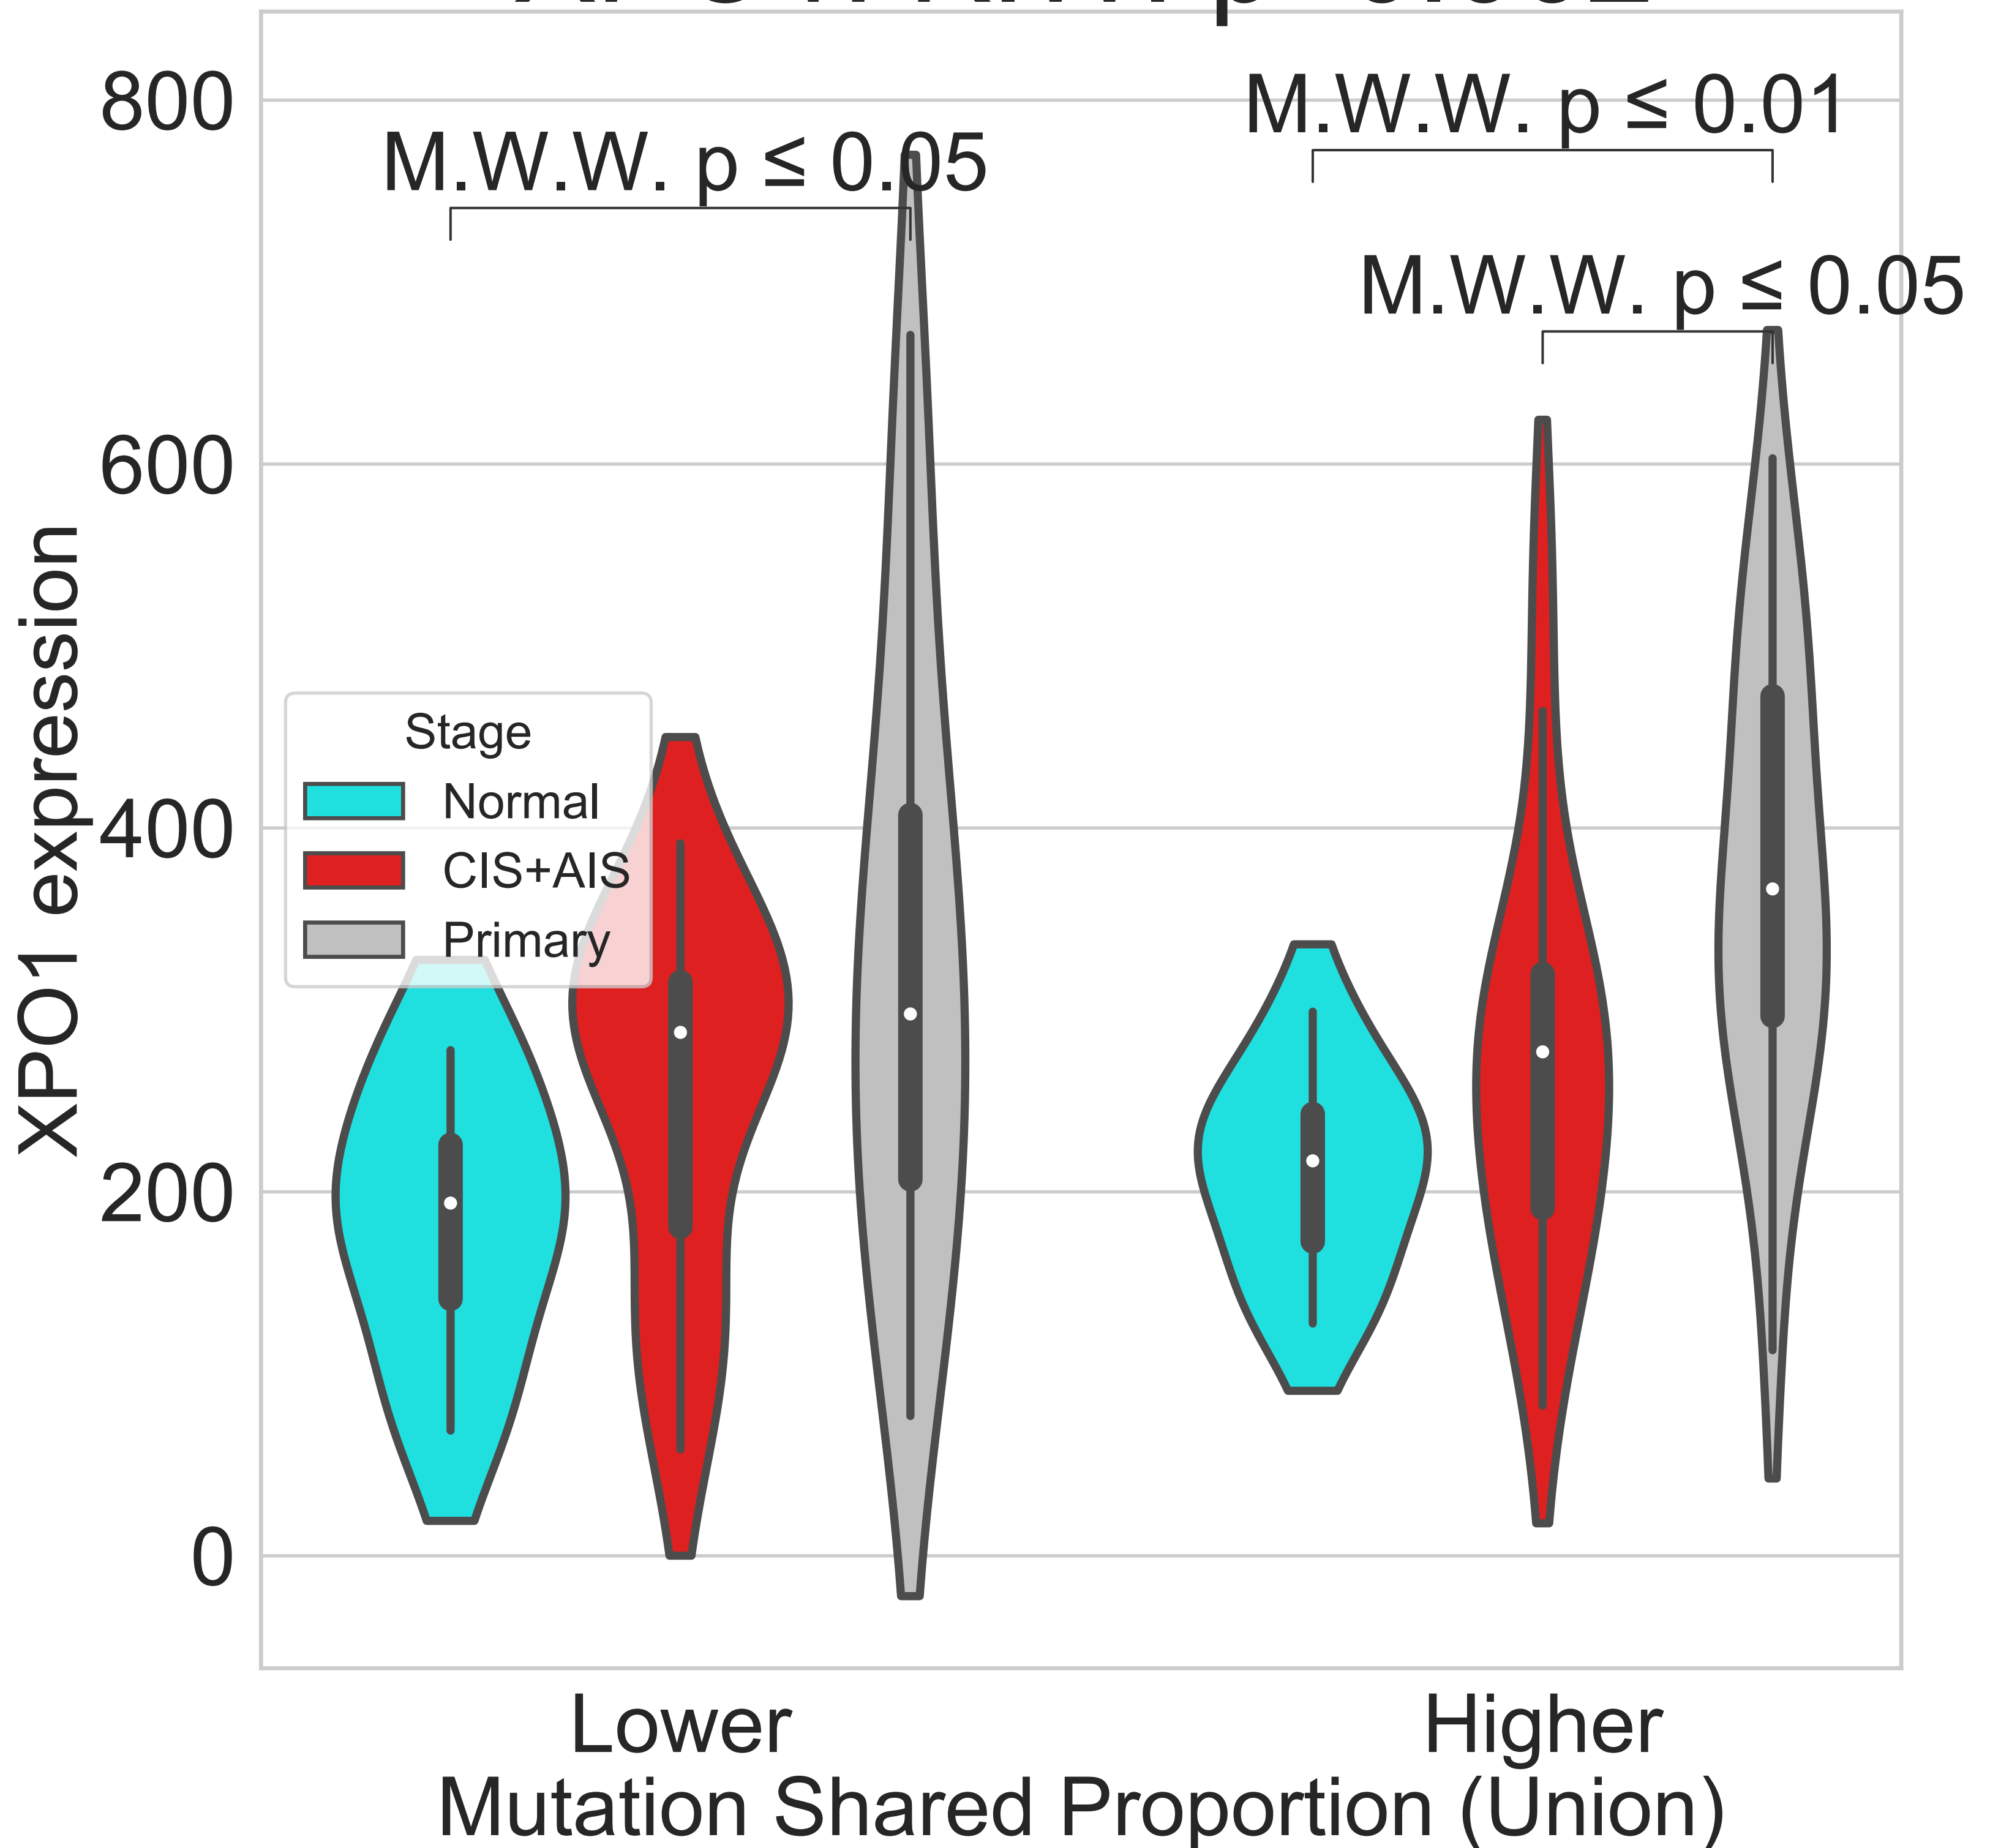 M.W.W. p ≤ 0.01
M.W.W. p ≤ 0.05
M.W.W. p ≤ 0.05
800
600
400
200
0
XPO1 expression
Stage
Normal
CIS+AIS
Primary
Lower
Higher
Mutation Shared Proportion (Union)